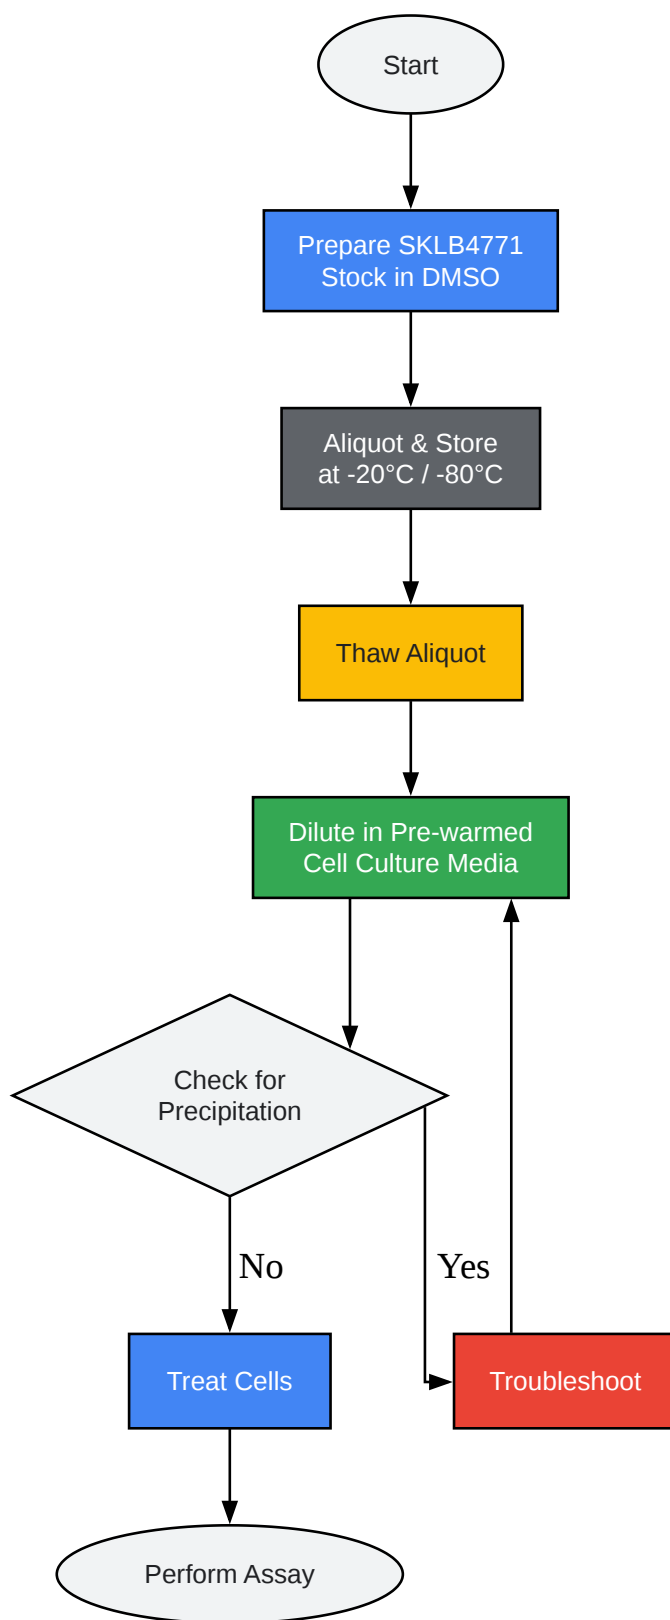 Start
Prepare SKLB4771
Stock in DMSO
Aliquot & Store
at -20°C / -80°C
Thaw Aliquot
Dilute in Pre-warmed
Cell Culture Media
Check for
Precipitation
No
Yes
Treat Cells
Troubleshoot
Perform Assay